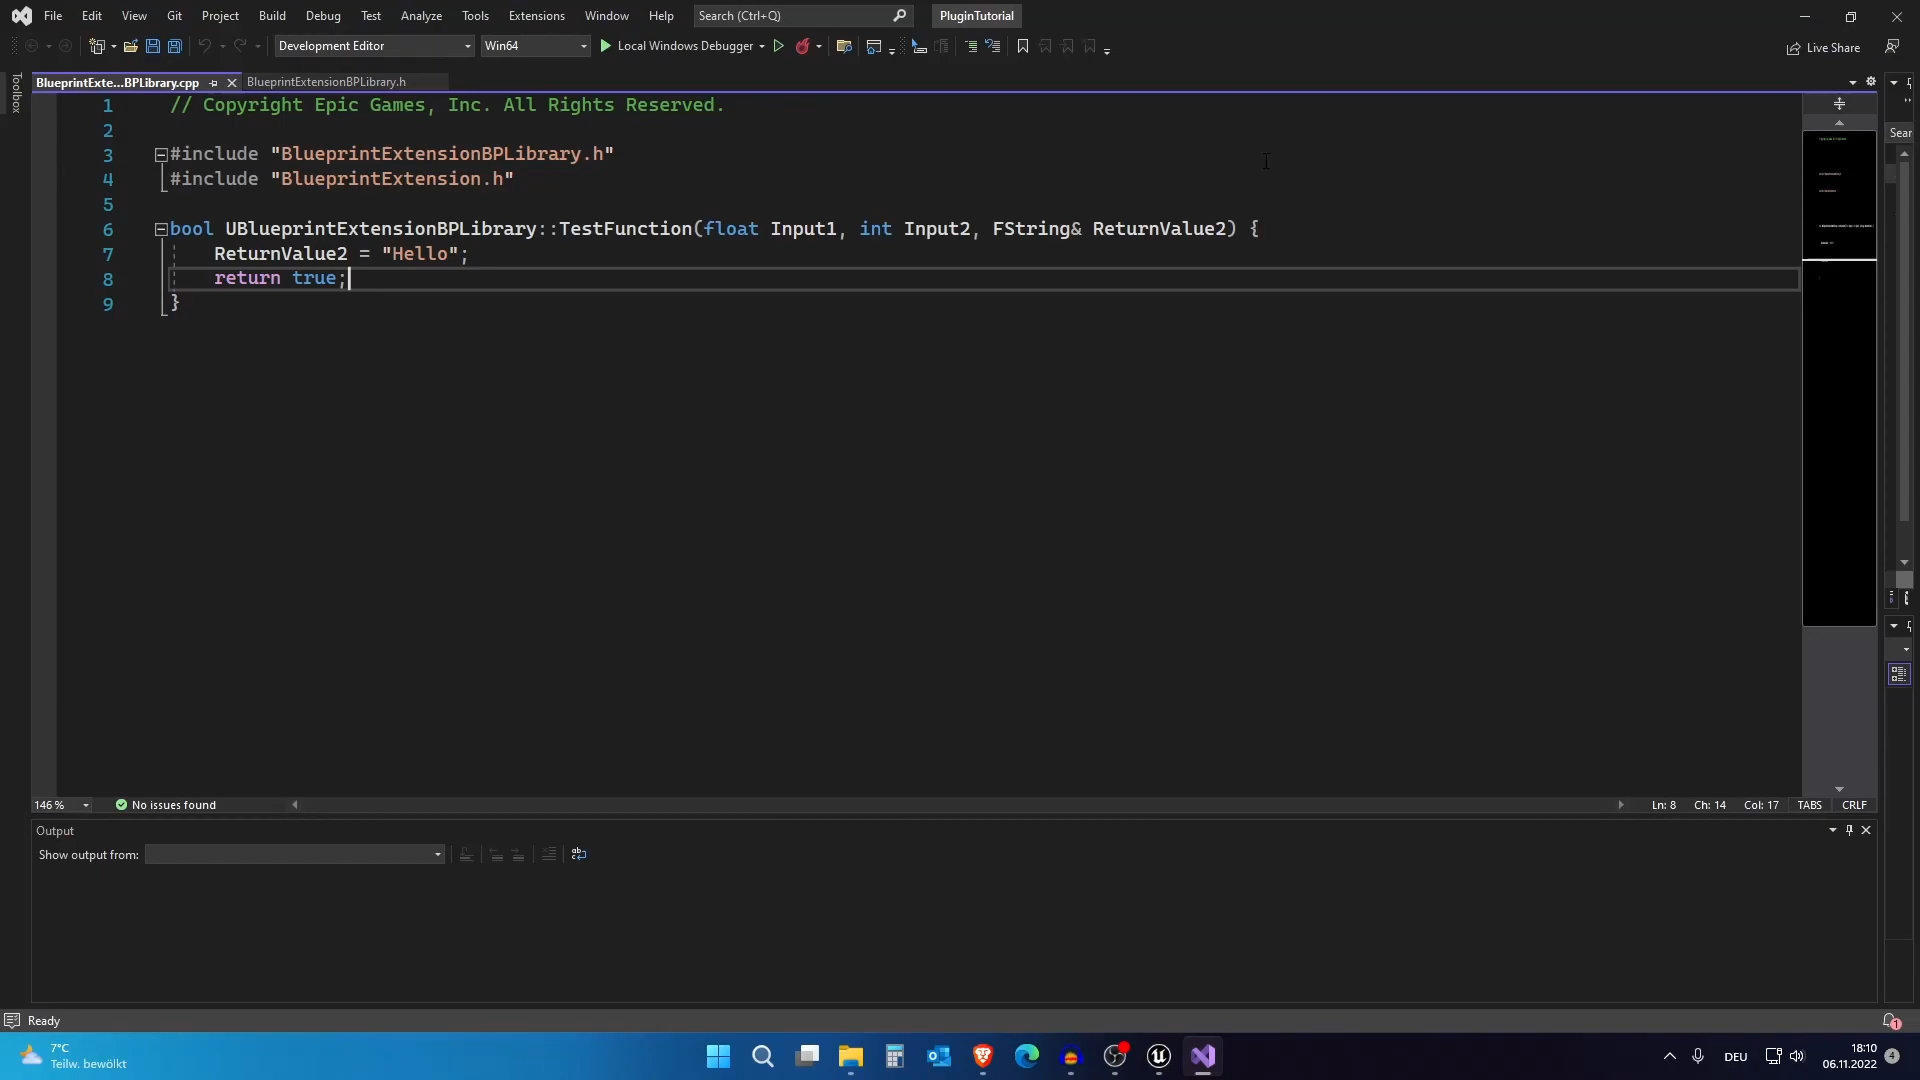 File Edit View Git Project Build Debug Test Analyze Tools Extensions Window Help Search (Ctrl+Q) PluginTutorial
Development Editor Win64 Local Windows Debugger Live Share
Toolbox
BlueprintExte...BPLibrary.cpp BlueprintExtensionBPLibrary.h
1 // Copyright Epic Games, Inc. All Rights Reserved.
2
3 #include "BlueprintExtensionBPLibrary.h"
4 #include "BlueprintExtension.h"
5
6 bool UBlueprintExtensionBPLibrary::TestFunction(float Input1, int Input2, FString& ReturnValue2) {
7 ReturnValue2 = "Hello";
8 return true;
9 }
Sear
146 % No issues found Ln: 8 Ch: 14 Col: 17 TABS CRLF
Output
Show output from:
Ready 1
7°C
Teilw. bewölkt
DEU
18:10
06.11.2022
4